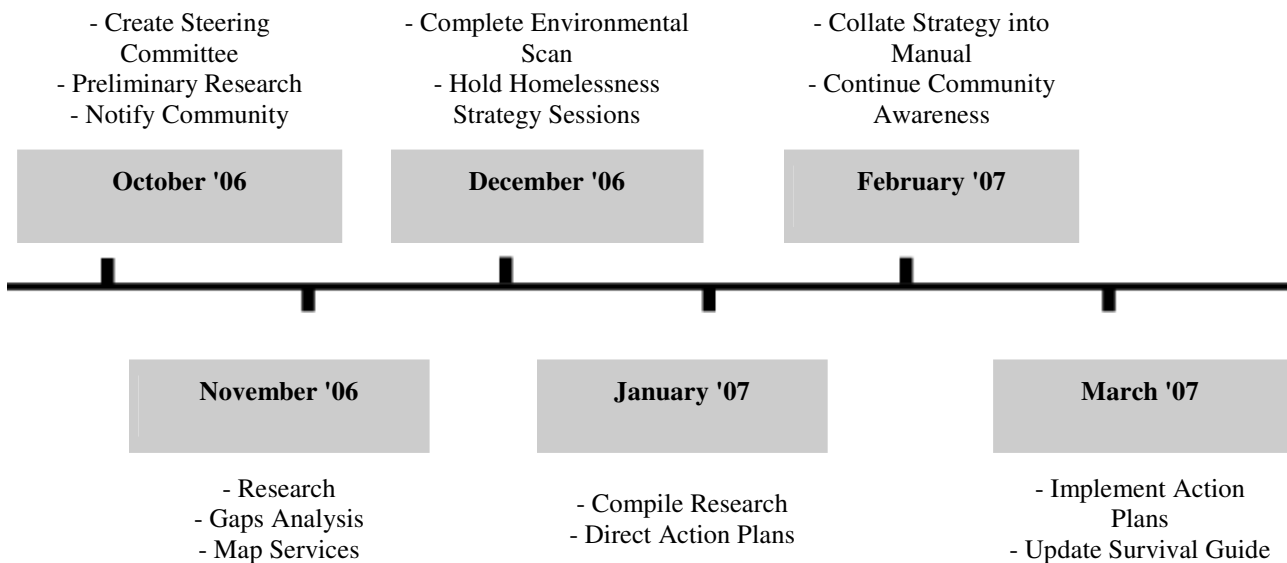 - Create Steering
Committee
- Preliminary Research
- Notify Community
October '06
- Complete Environmental
Scan
- Hold Homelessness
Strategy Sessions
December '06
- Collate Strategy into
Manual
- Continue Community
Awareness
February '07
November '06
- Research
- Gaps Analysis
- Map Services
January '07
- Compile Research
- Direct Action Plans
March '07
- Implement Action
Plans
- Update Survival Guide